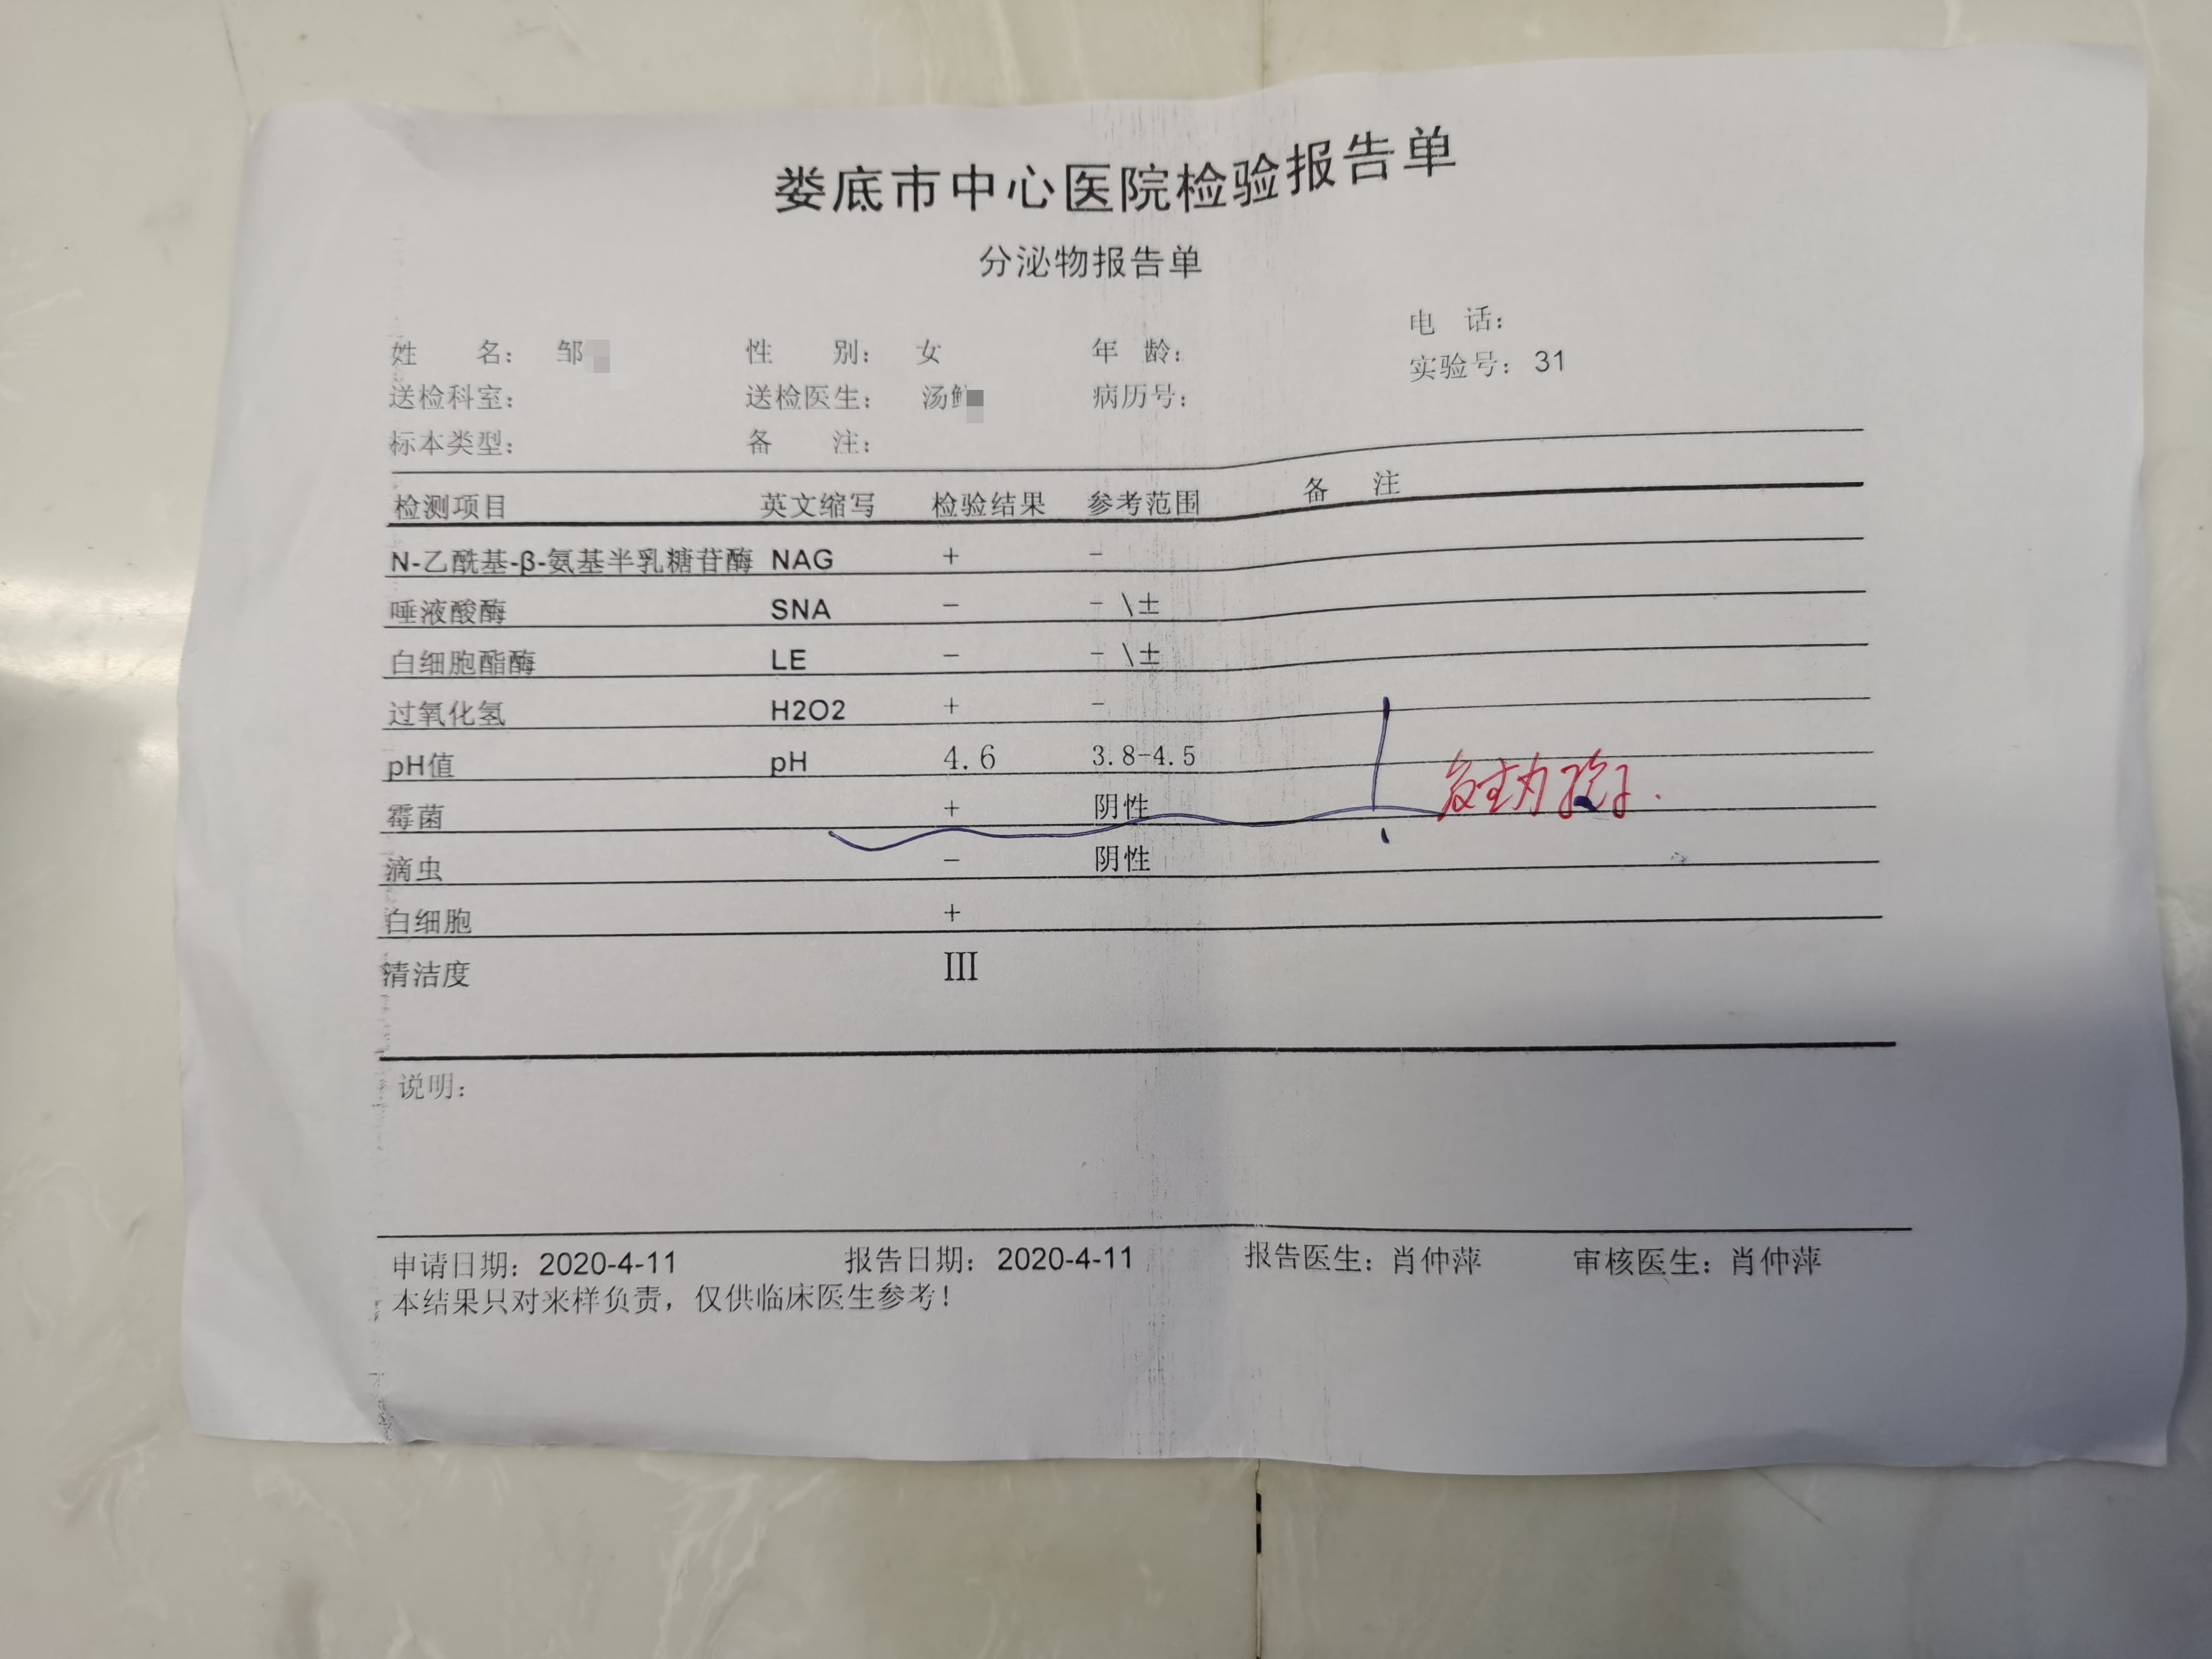 娄底市中心医院检验报告单
分泌物报告单
电 话：
姓 名： 邹 性 别： 女 年 龄： 实验号： 31
送检科室： 送检医生： 汤 病历号：
标本类型： 备 注：
检测项目 英文缩写 检验结果 参考范围 备 注
N-乙酰基-β-氨基半乳糖苷酶 NAG + -
唾液酸酶 SNA - - \±
白细胞酯酶 LE - - \±
过氧化氢 H2O2 + -
pH值 pH 4.6 3.8-4.5
霉菌 + 阴性
滴虫 - 阴性
白细胞 +
清洁度 III
说明：
申请日期： 2020-4-11 报告日期： 2020-4-11 报告医生： 肖仲萍 审核医生： 肖仲萍
本结果只对来样负责，仅供临床医生参考！